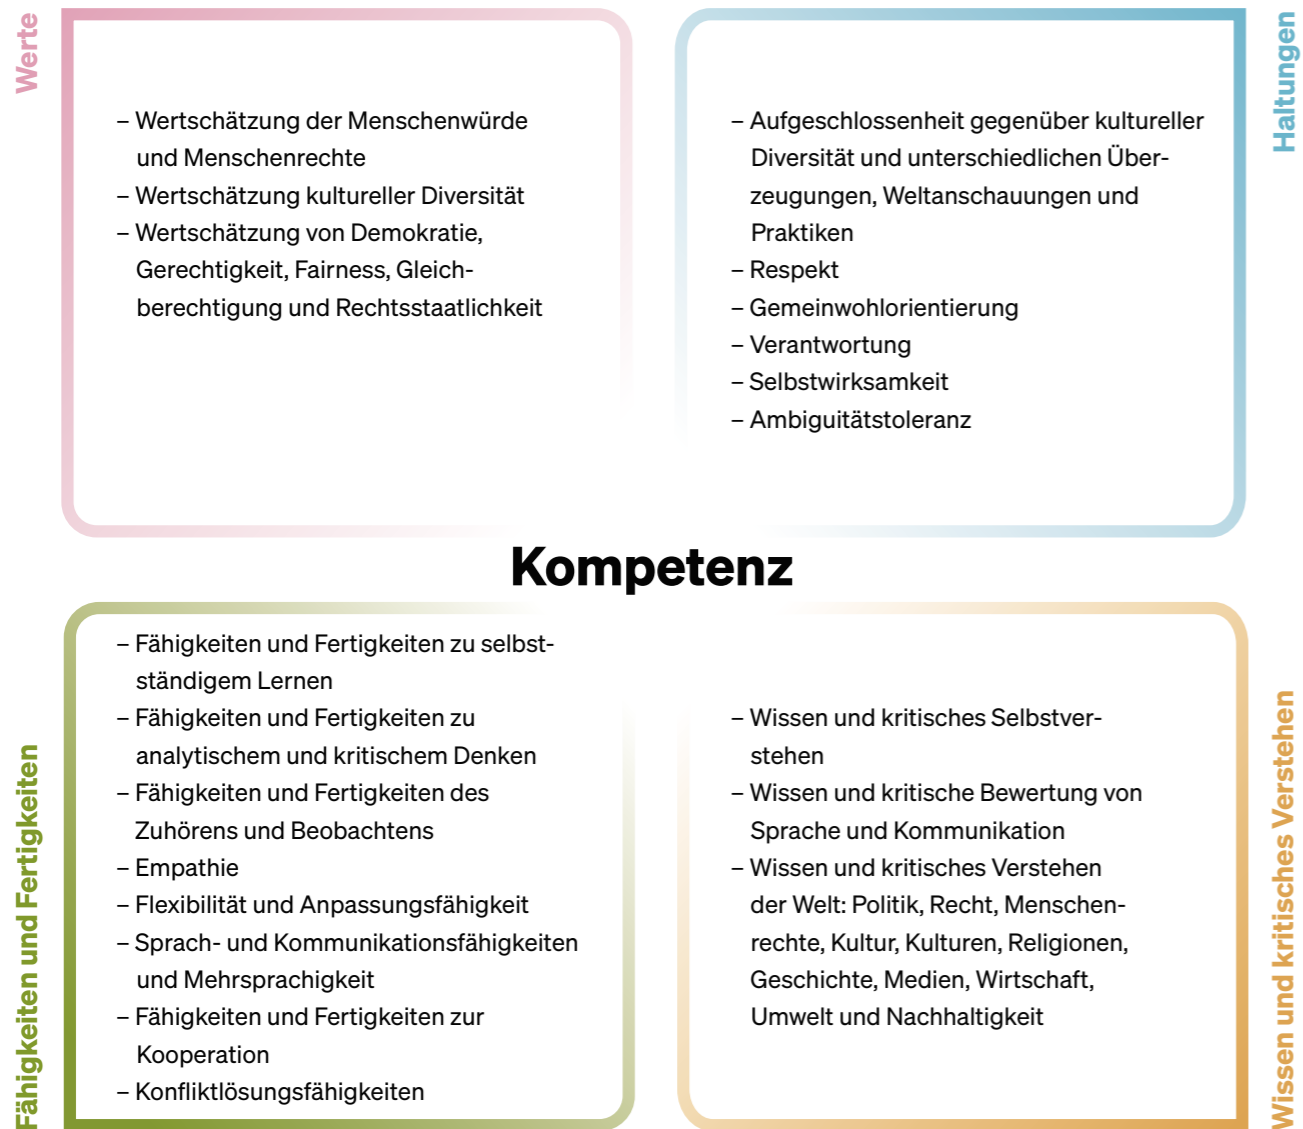 Werte
– Wertschätzung der Menschenwürde
und Menschenrechte
– Wertschätzung kultureller Diversität
– Wertschätzung von Demokratie,
Gerechtigkeit, Fairness, Gleich-
berechtigung und Rechtsstaatlichkeit
Haltungen
– Aufgeschlossenheit gegenüber kultureller
Diversität und unterschiedlichen Über-
zeugungen, Weltanschauungen und
Praktiken
– Respekt
– Gemeinwohlorientierung
– Verantwortung
– Selbstwirksamkeit
– Ambiguitätstoleranz
Kompetenz
Fähigkeiten und Fertigkeiten
– Fähigkeiten und Fertigkeiten zu selbst-
ständigem Lernen
– Fähigkeiten und Fertigkeiten zu
analytischem und kritischem Denken
– Fähigkeiten und Fertigkeiten des
Zuhörens und Beobachtens
– Empathie
– Flexibilität und Anpassungsfähigkeit
– Sprach- und Kommunikationsfähigkeiten
und Mehrsprachigkeit
– Fähigkeiten und Fertigkeiten zur
Kooperation
– Konfliktlösungsfähigkeiten
Wissen und kritisches Verstehen
– Wissen und kritisches Selbstver-
stehen
– Wissen und kritische Bewertung von
Sprache und Kommunikation
– Wissen und kritisches Verstehen
der Welt: Politik, Recht, Menschen-
rechte, Kultur, Kulturen, Religionen,
Geschichte, Medien, Wirtschaft,
Umwelt und Nachhaltigkeit